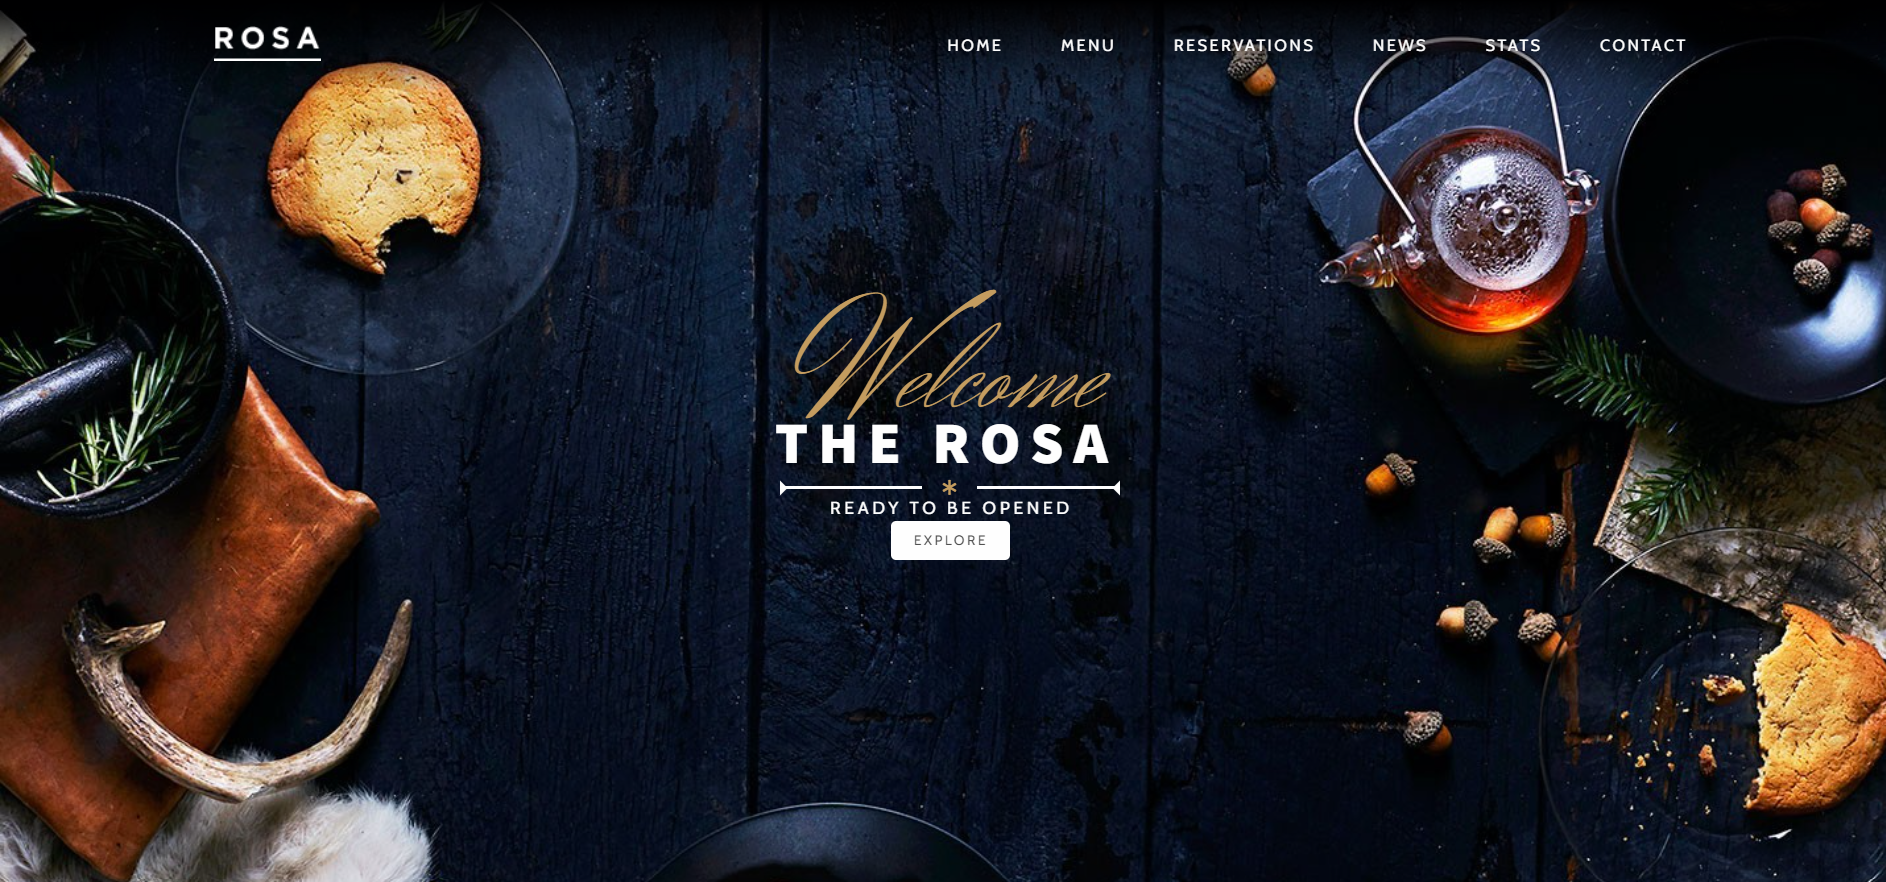 ROSA
HOME MENU RESERVATIONS NEWS STATS CONTACT
Welcome
THE ROSA
*
READY TO BE OPENED
EXPLORE